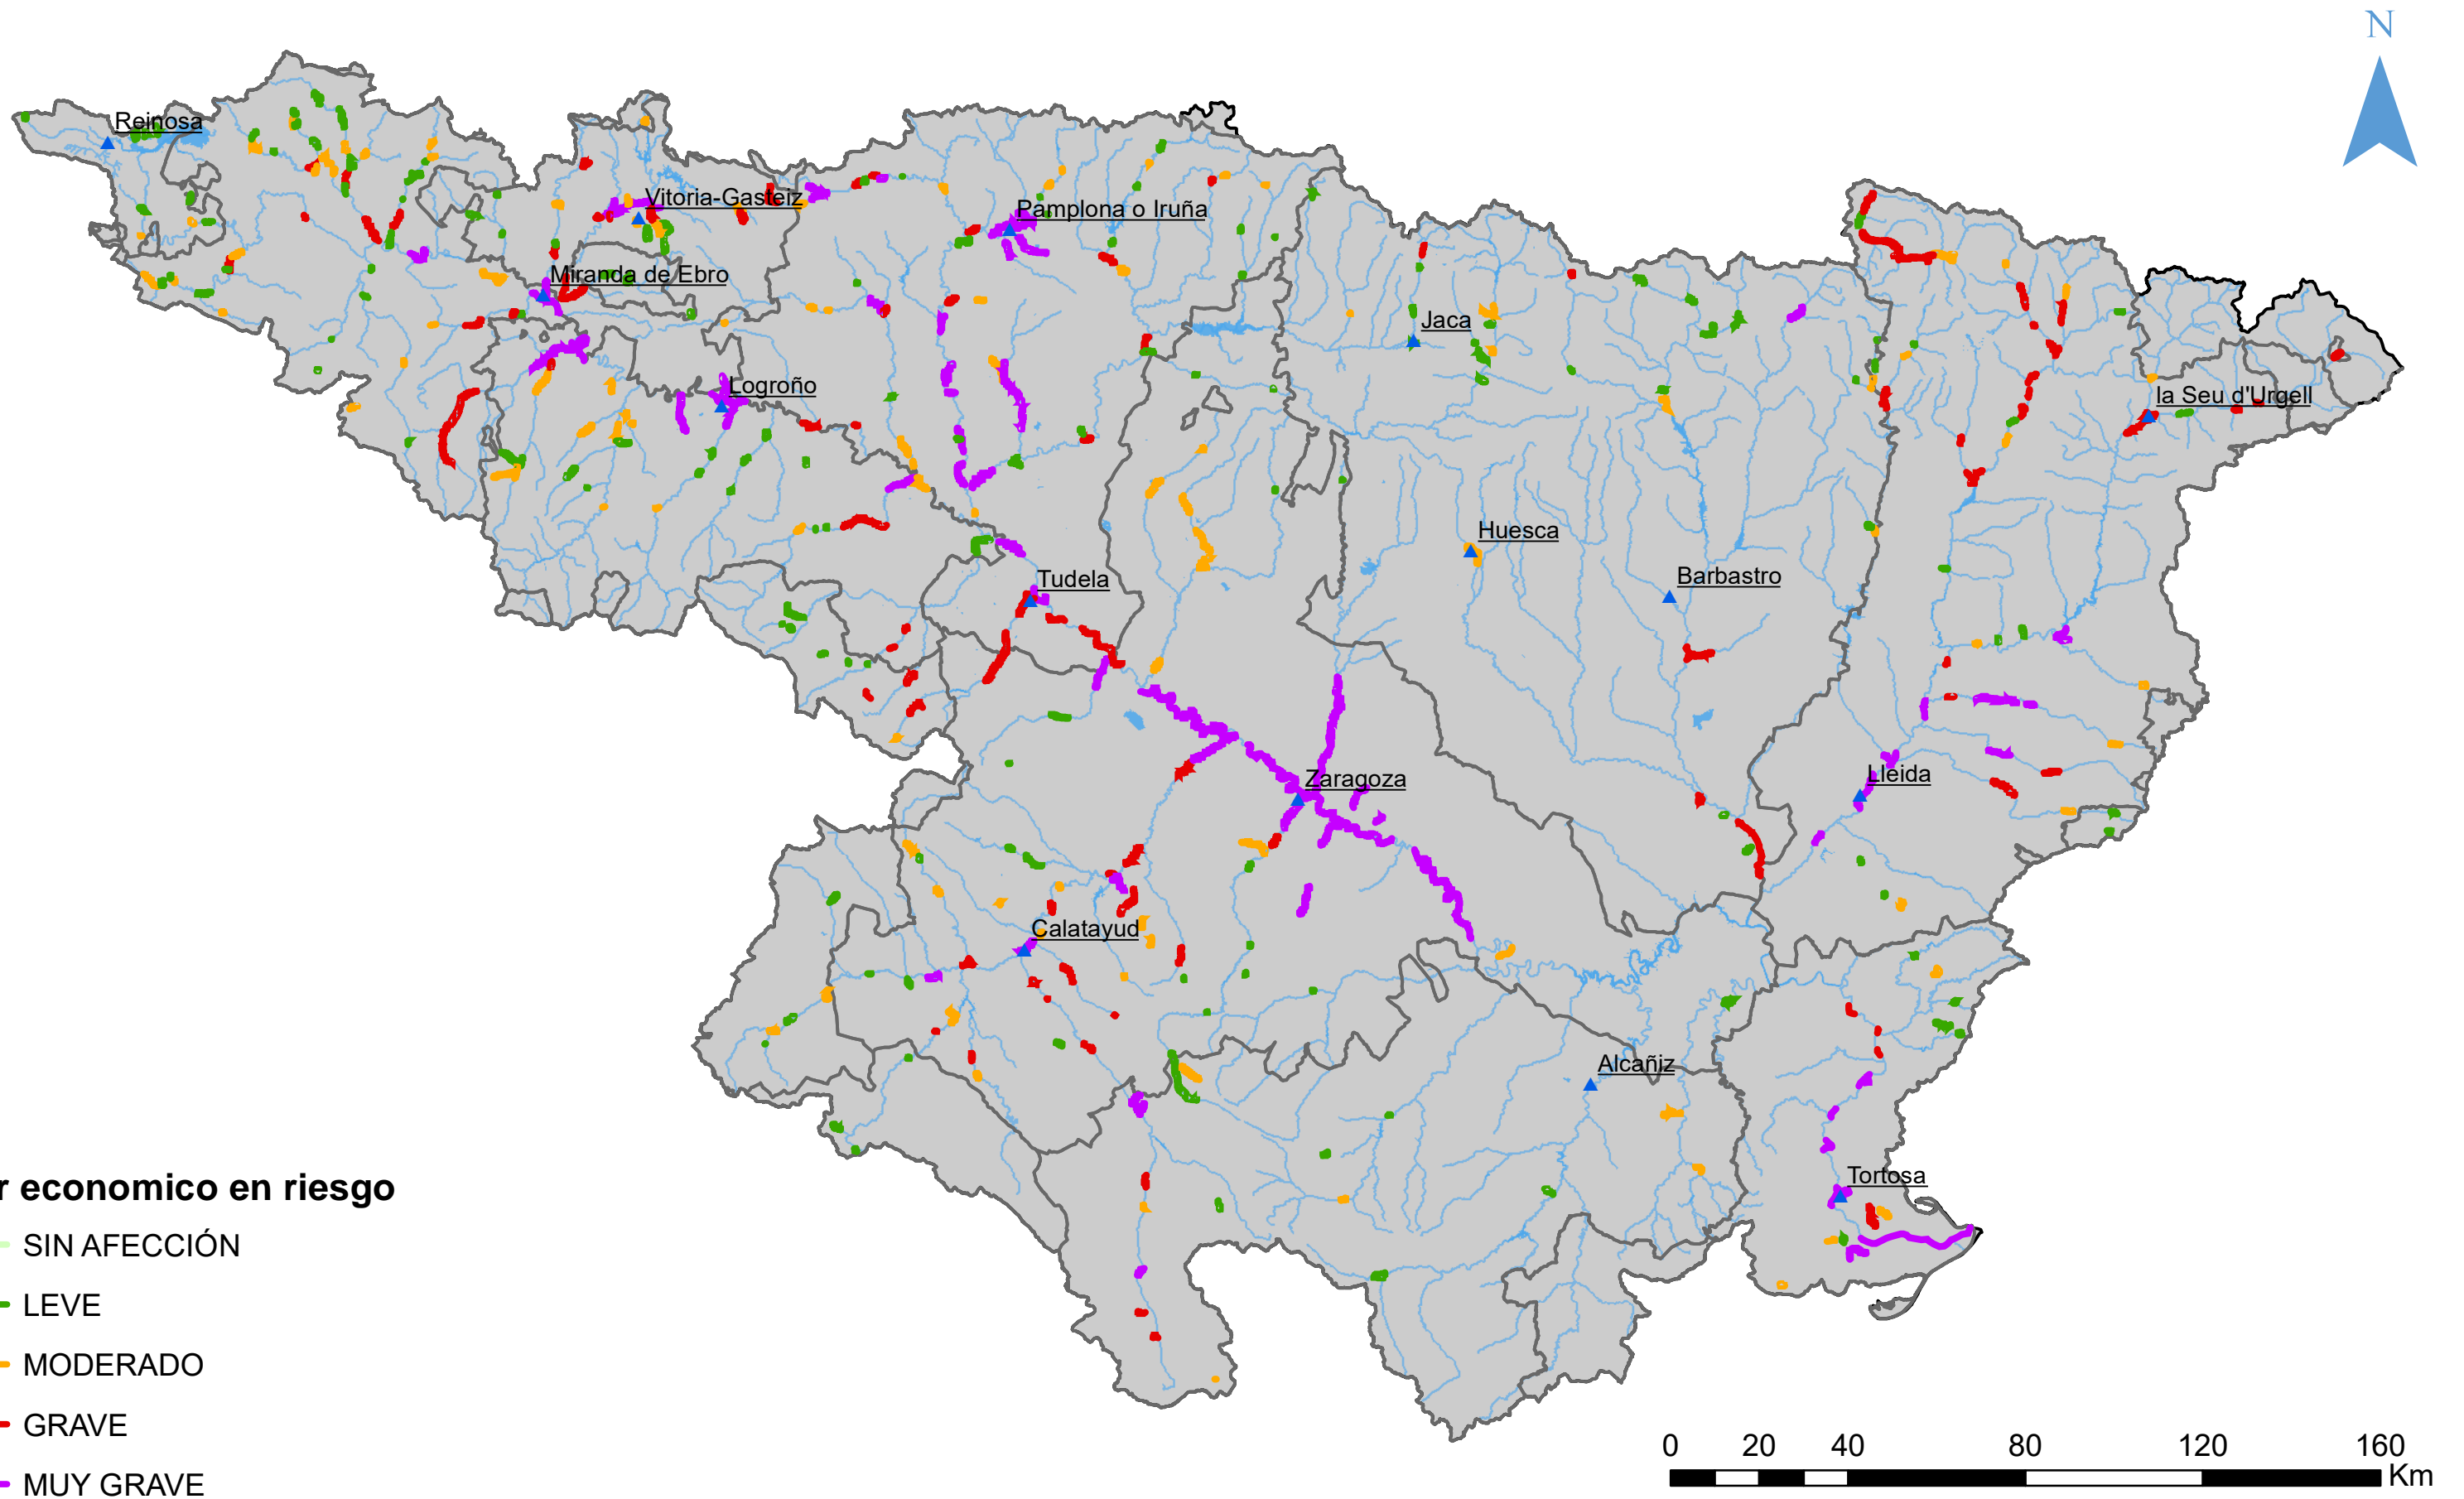 N
Reinosa
Vitoria-Gasteiz
Pamplona o Iruña
Miranda de Ebro
Jaca
Logroño
la Seu d'Urgell
Huesca
Tudela
Barbastro
Zaragoza
Lleida
Calatayud
Alcañiz
Tortosa
r economico en riesgo
SIN AFECCIÓN
LEVE
MODERADO
GRAVE
MUY GRAVE
0 20 40 80 120 160
Km